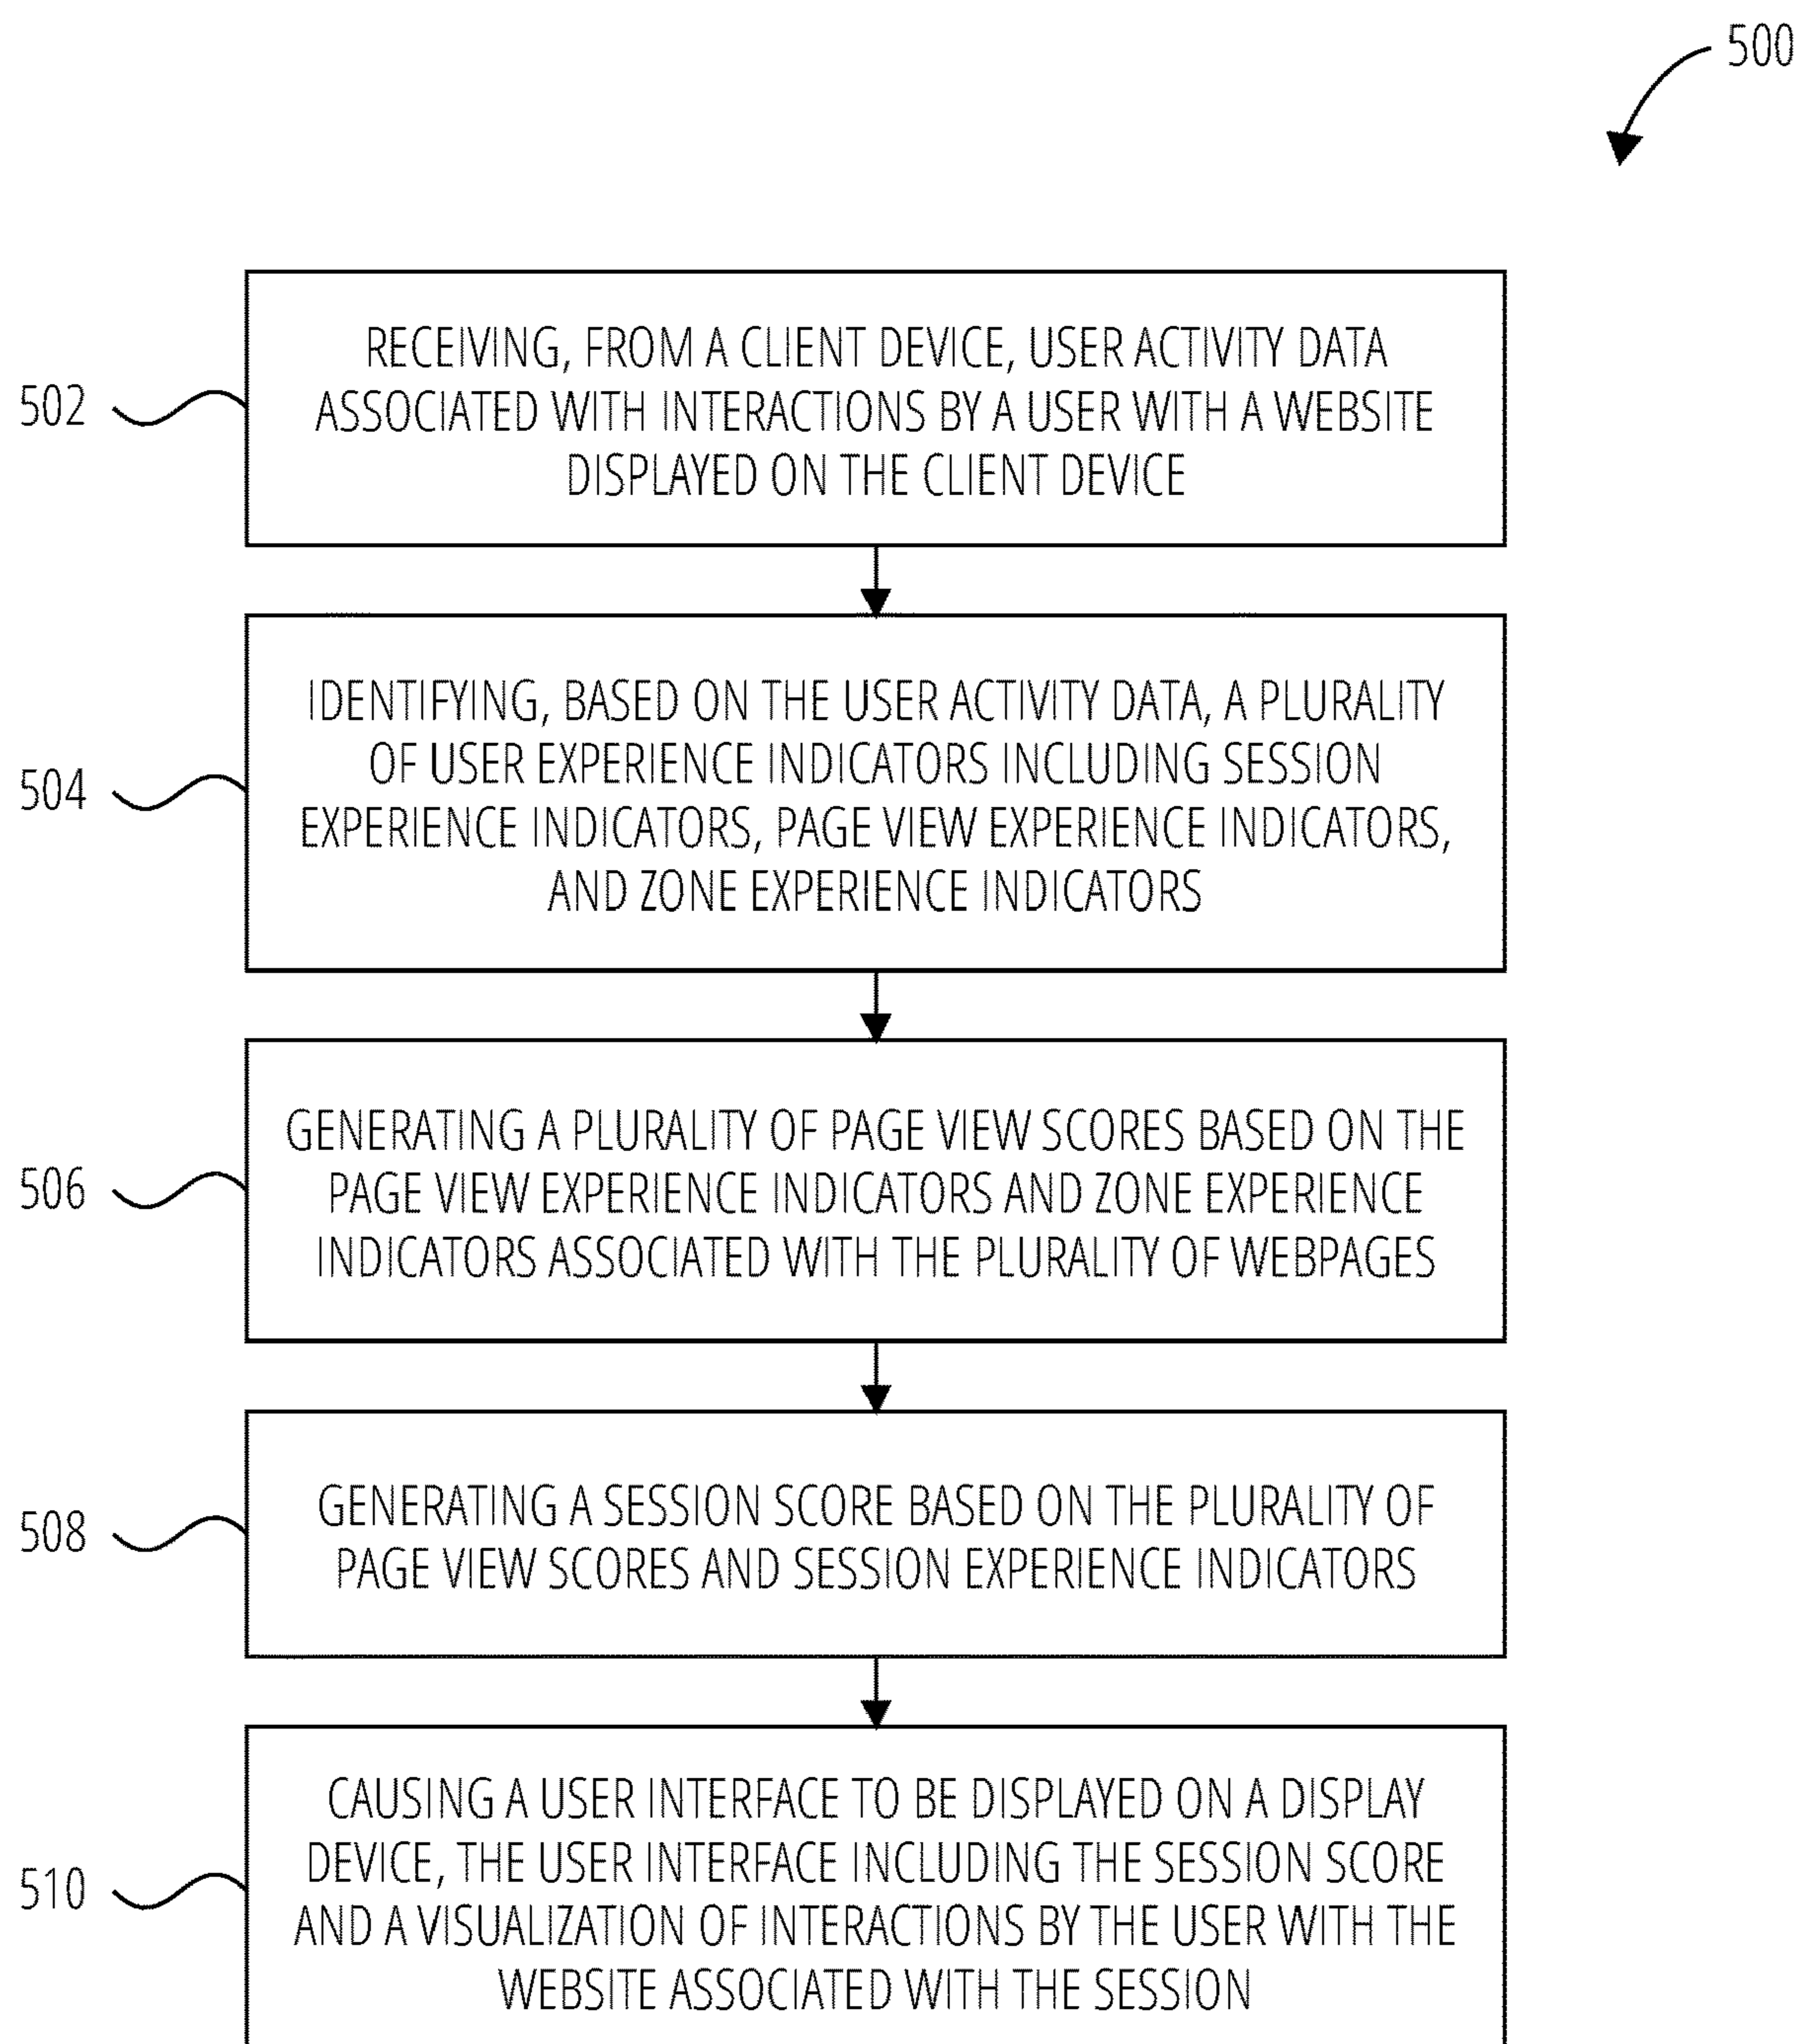 500
502
RECEIVING, FROM A CLIENT DEVICE, USER ACTIVITY DATA
ASSOCIATED WITH INTERACTIONS BY A USER WITH A WEBSITE
DISPLAYED ON THE CLIENT DEVICE
504
IDENTIFYING, BASED ON THE USER ACTIVITY DATA, A PLURALITY
OF USER EXPERIENCE INDICATORS INCLUDING SESSION
EXPERIENCE INDICATORS, PAGE VIEW EXPERIENCE INDICATORS,
AND ZONE EXPERIENCE INDICATORS
506
GENERATING A PLURALITY OF PAGE VIEW SCORES BASED ON THE
PAGE VIEW EXPERIENCE INDICATORS AND ZONE EXPERIENCE
INDICATORS ASSOCIATED WITH THE PLURALITY OF WEBPAGES
508
GENERATING A SESSION SCORE BASED ON THE PLURALITY OF
PAGE VIEW SCORES AND SESSION EXPERIENCE INDICATORS
510
CAUSING A USER INTERFACE TO BE DISPLAYED ON A DISPLAY
DEVICE, THE USER INTERFACE INCLUDING THE SESSION SCORE
AND A VISUALIZATION OF INTERACTIONS BY THE USER WITH THE
WEBSITE ASSOCIATED WITH THE SESSION